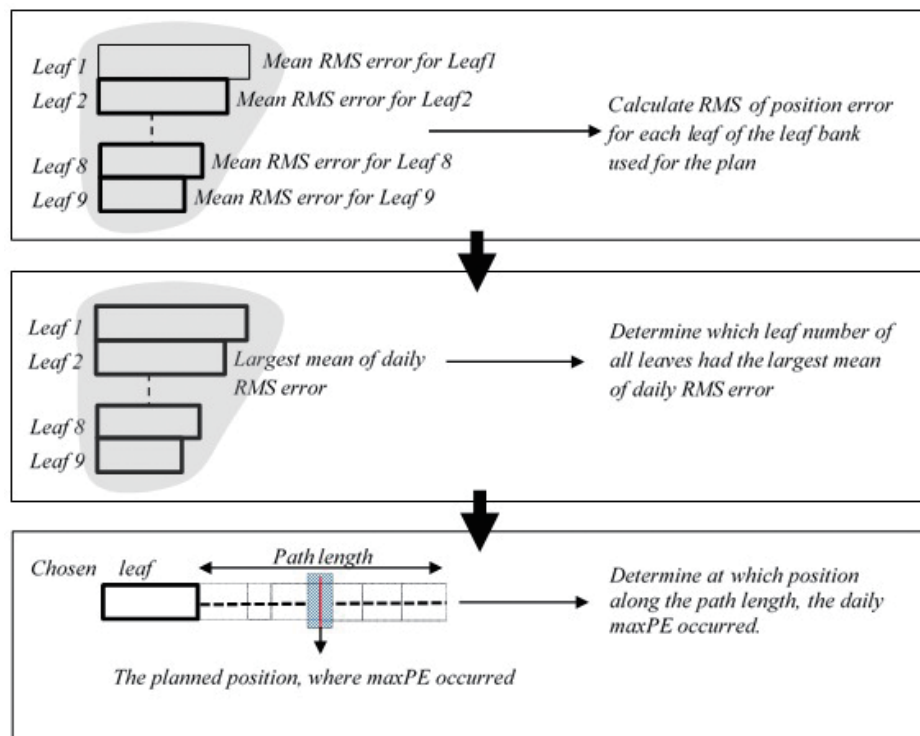 Leaf 1
Mean RMS error for Leaf1
Leaf 2
Mean RMS error for Leaf2
Leaf 8
Mean RMS error for Leaf 8
Leaf 9
Mean RMS error for Leaf 9
Calculate RMS of position error
for each leaf of the leaf bank
used for the plan
Leaf 1
Leaf 2
Largest mean of daily
RMS error
Leaf 8
Leaf 9
Determine which leaf number of
all leaves had the largest mean
of daily RMS error
Chosen leaf
Path length
The planned position, where maxPE occurred
Determine at which position
along the path length, the daily
maxPE occurred.